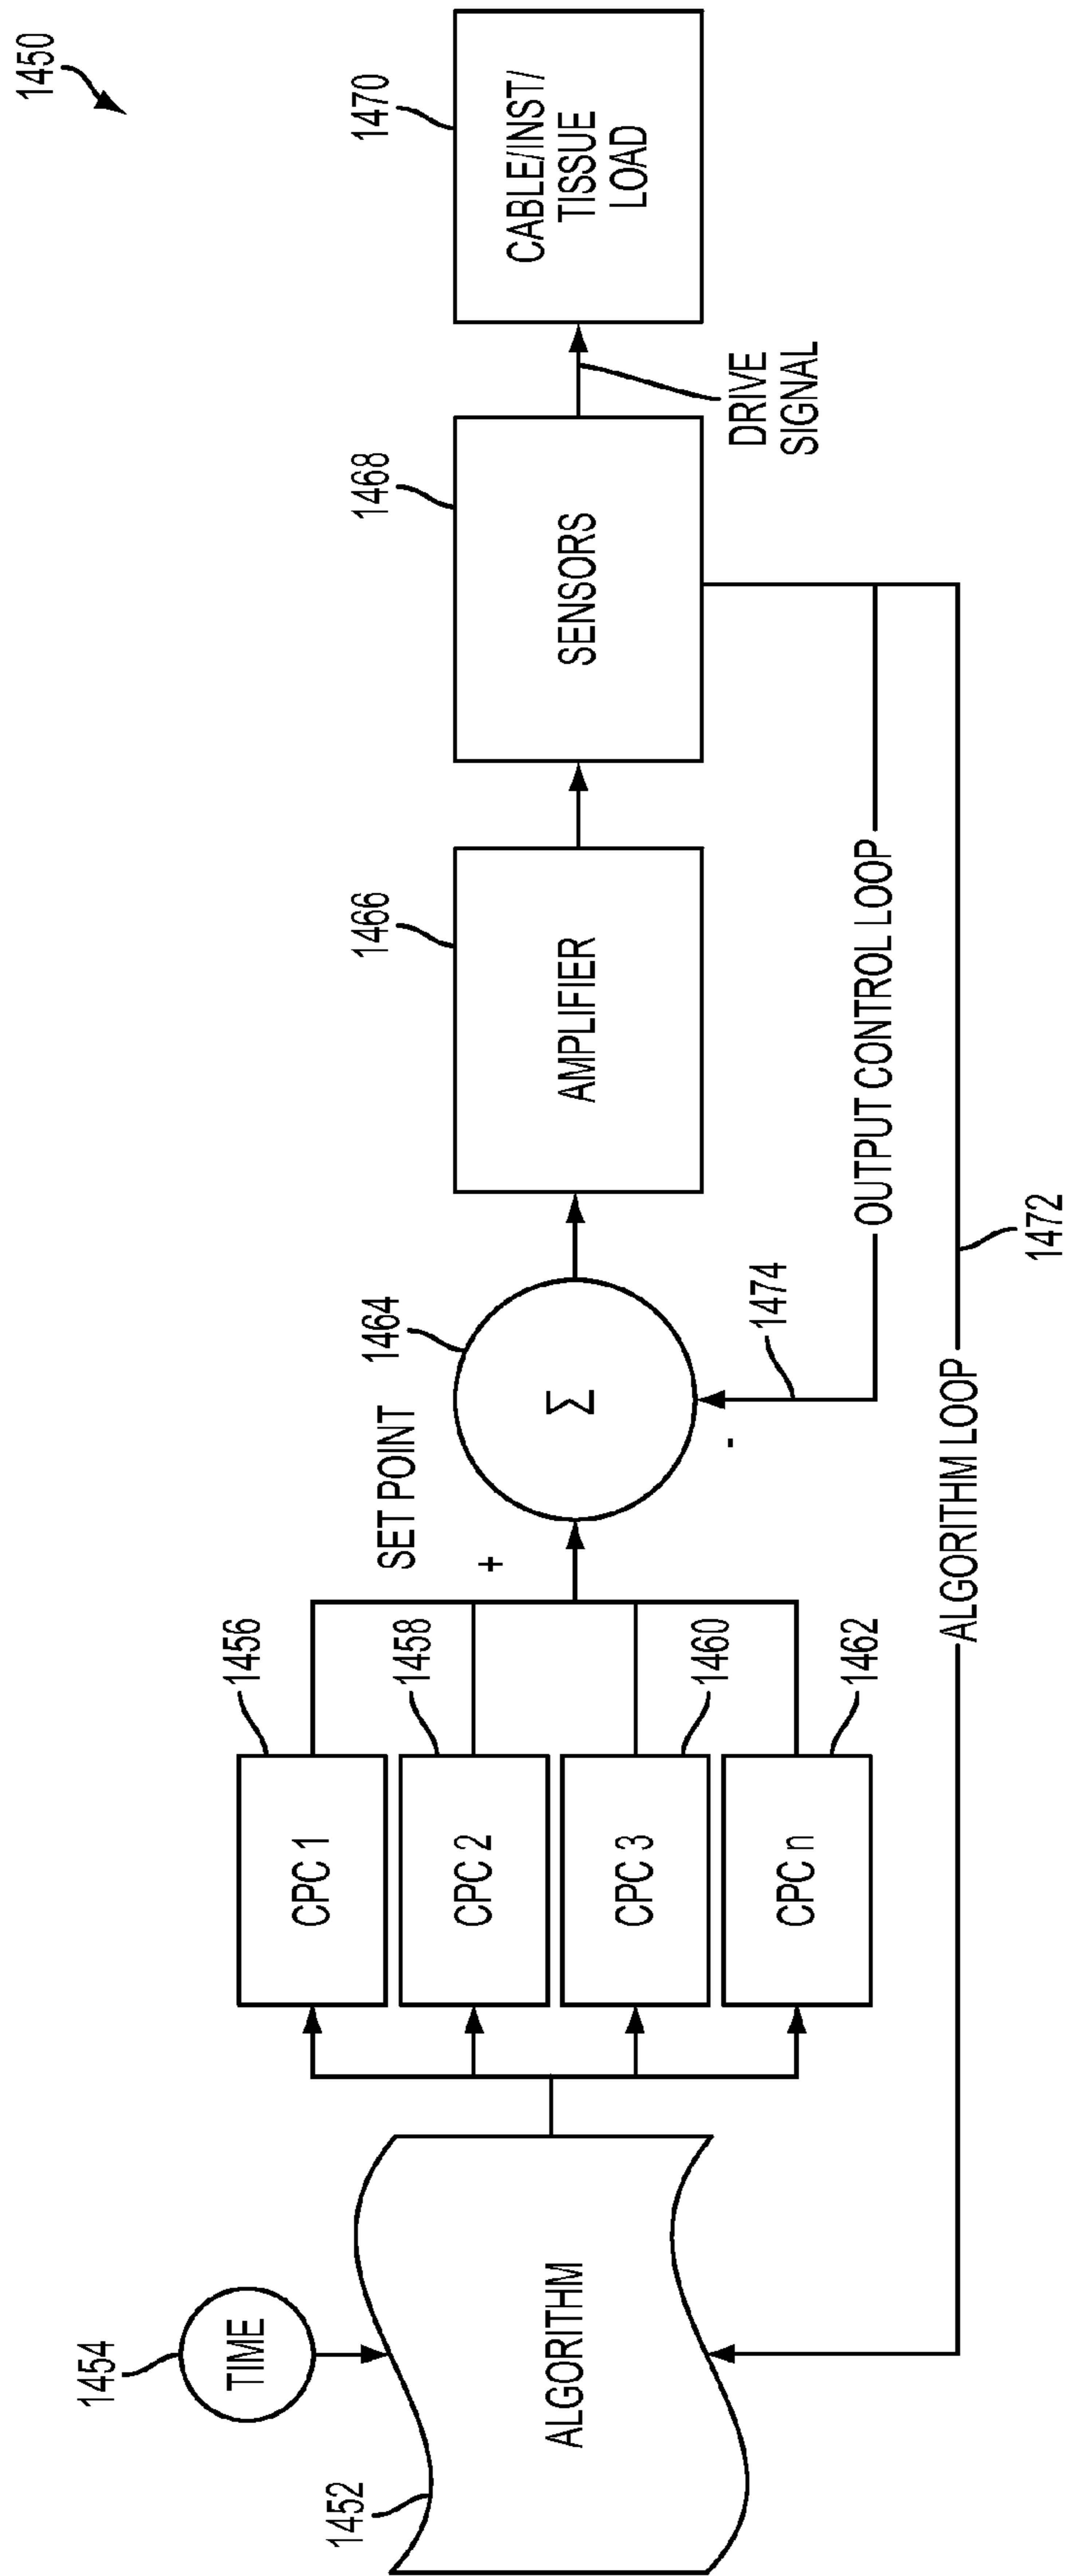 1450
1454
TIME
1452
ALGORITHM
1456
CPC 1
1458
CPC 2
1460
CPC 3
1462
CPC n
SET POINT
+
1464
Σ
-
1474
1466
AMPLIFIER
1468
SENSORS
DRIVE
SIGNAL
1470
CABLE/INST/
TISSUE
LOAD
OUTPUT CONTROL LOOP
ALGORITHM LOOP
1472